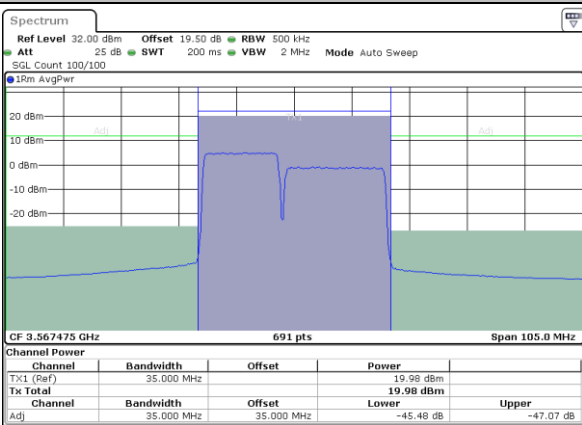 Spectrum
Ref Level 32.00 dBm Offset 19.50 dB RBW 500 kHz
Att 25 dB SWT 200 ms VBW 2 MHz Mode Auto Sweep
SGL Count 100/100
1Rm AvgPwr
20 dBm
Adj Adj
10 dBm
0 dBm
-10 dBm
-20 dBm
CF 3.567475 GHz 691 pts Span 105.0 MHz
Channel Power
Channel Bandwidth Offset Power
TX1 (Ref) 35.000 MHz 19.98 dBm
Tx Total 19.98 dBm
Channel Bandwidth Offset Lower Upper
Adj 35.000 MHz 35.000 MHz -45.48 dB -47.07 dB